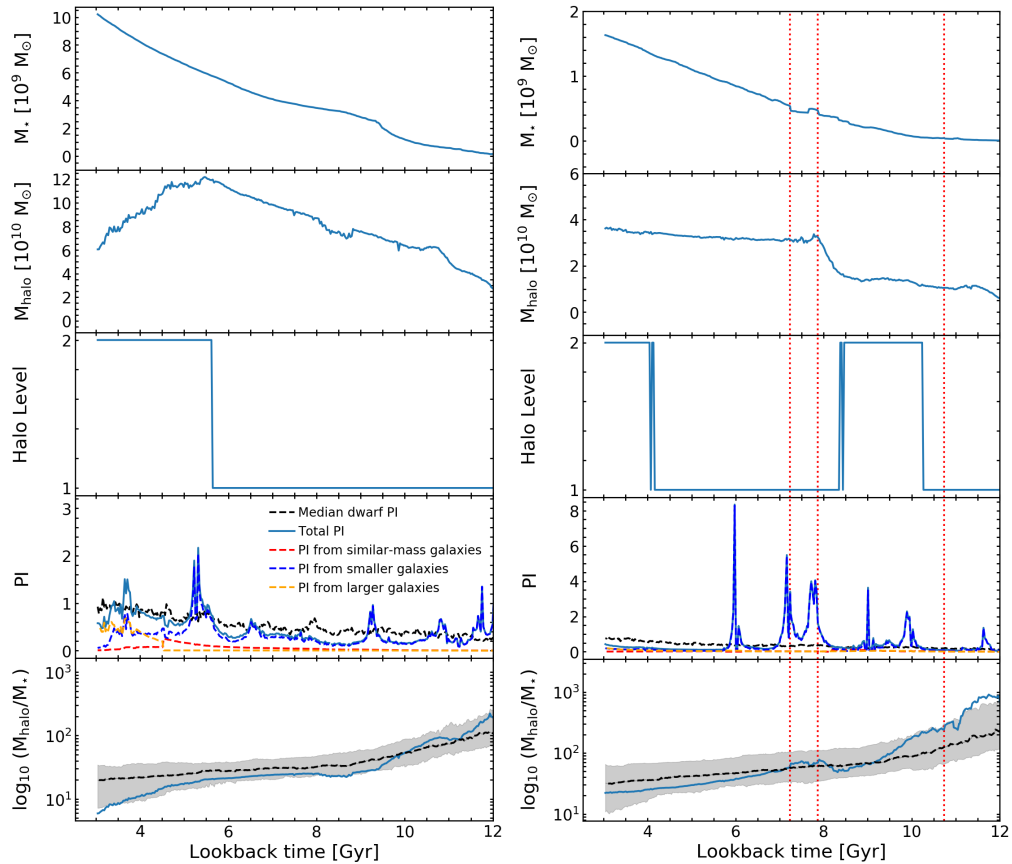 M⋆ [10⁹ M⊙]
10
8
6
4
2
0
M_halo [10¹⁰ M⊙]
12
10
8
6
4
2
0
Halo Level
2
1
PI
3
2
1
0
Median dwarf PI
Total PI
PI from similar-mass galaxies
PI from smaller galaxies
PI from larger galaxies
log₁₀ (M_halo/M⋆)
10³
10²
10¹
4 6 8 10 12
Lookback time [Gyr]
M⋆ [10⁹ M⊙]
2
1
0
M_halo [10¹⁰ M⊙]
6
4
2
0
Halo Level
2
1
PI
8
6
4
2
0
log₁₀ (M_halo/M⋆)
10³
10²
10¹
4 6 8 10 12
Lookback time [Gyr]